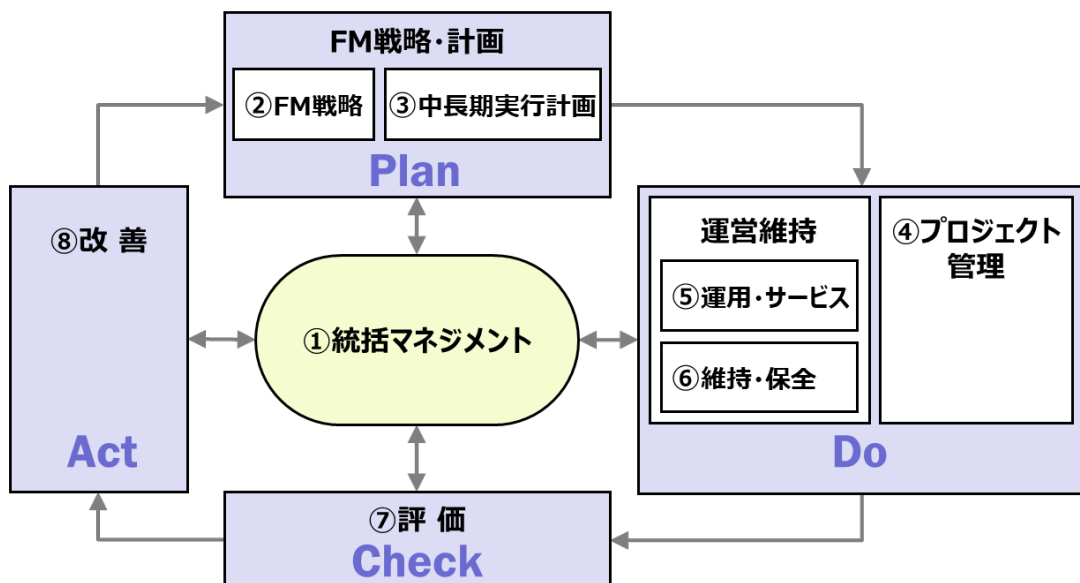 FM戦略・計画
②FM戦略
③中長期実行計画
Plan
運営維持
⑤運用・サービス
⑥維持・保全
④プロジェクト
管理
Do
⑧改 善
Act
①統括マネジメント
⑦評 価
Check